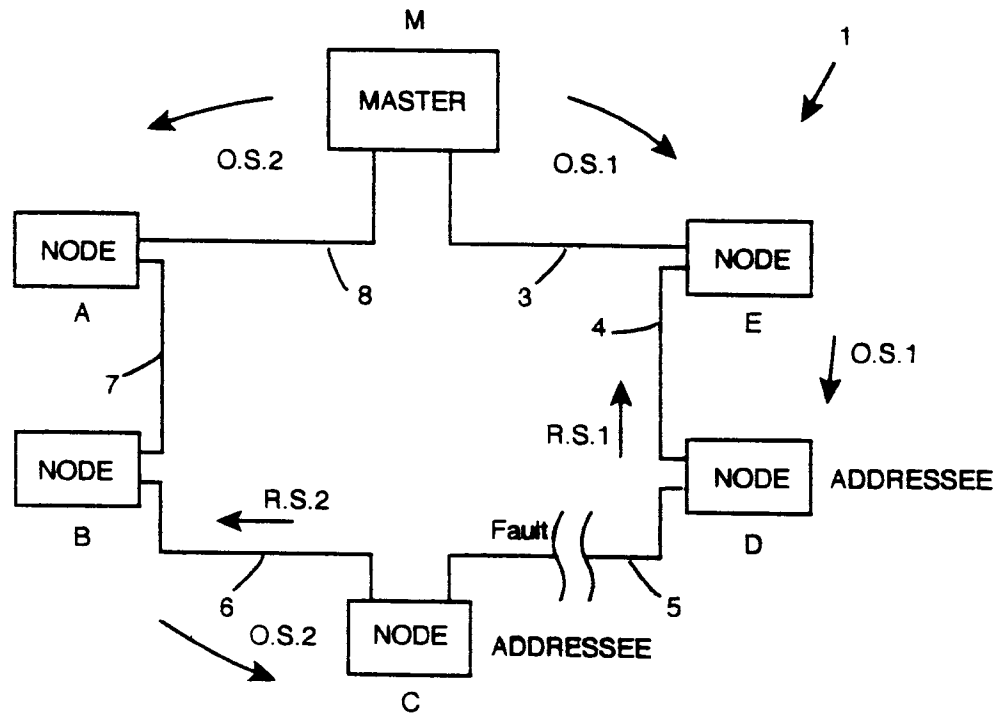 M
1
MASTER
O.S.2
O.S.1
NODE
NODE
8
3
A
E
4
7
O.S.1
R.S.1
NODE
NODE
ADDRESSEE
R.S.2
B
Fault
D
6
5
O.S.2
NODE
ADDRESSEE
C